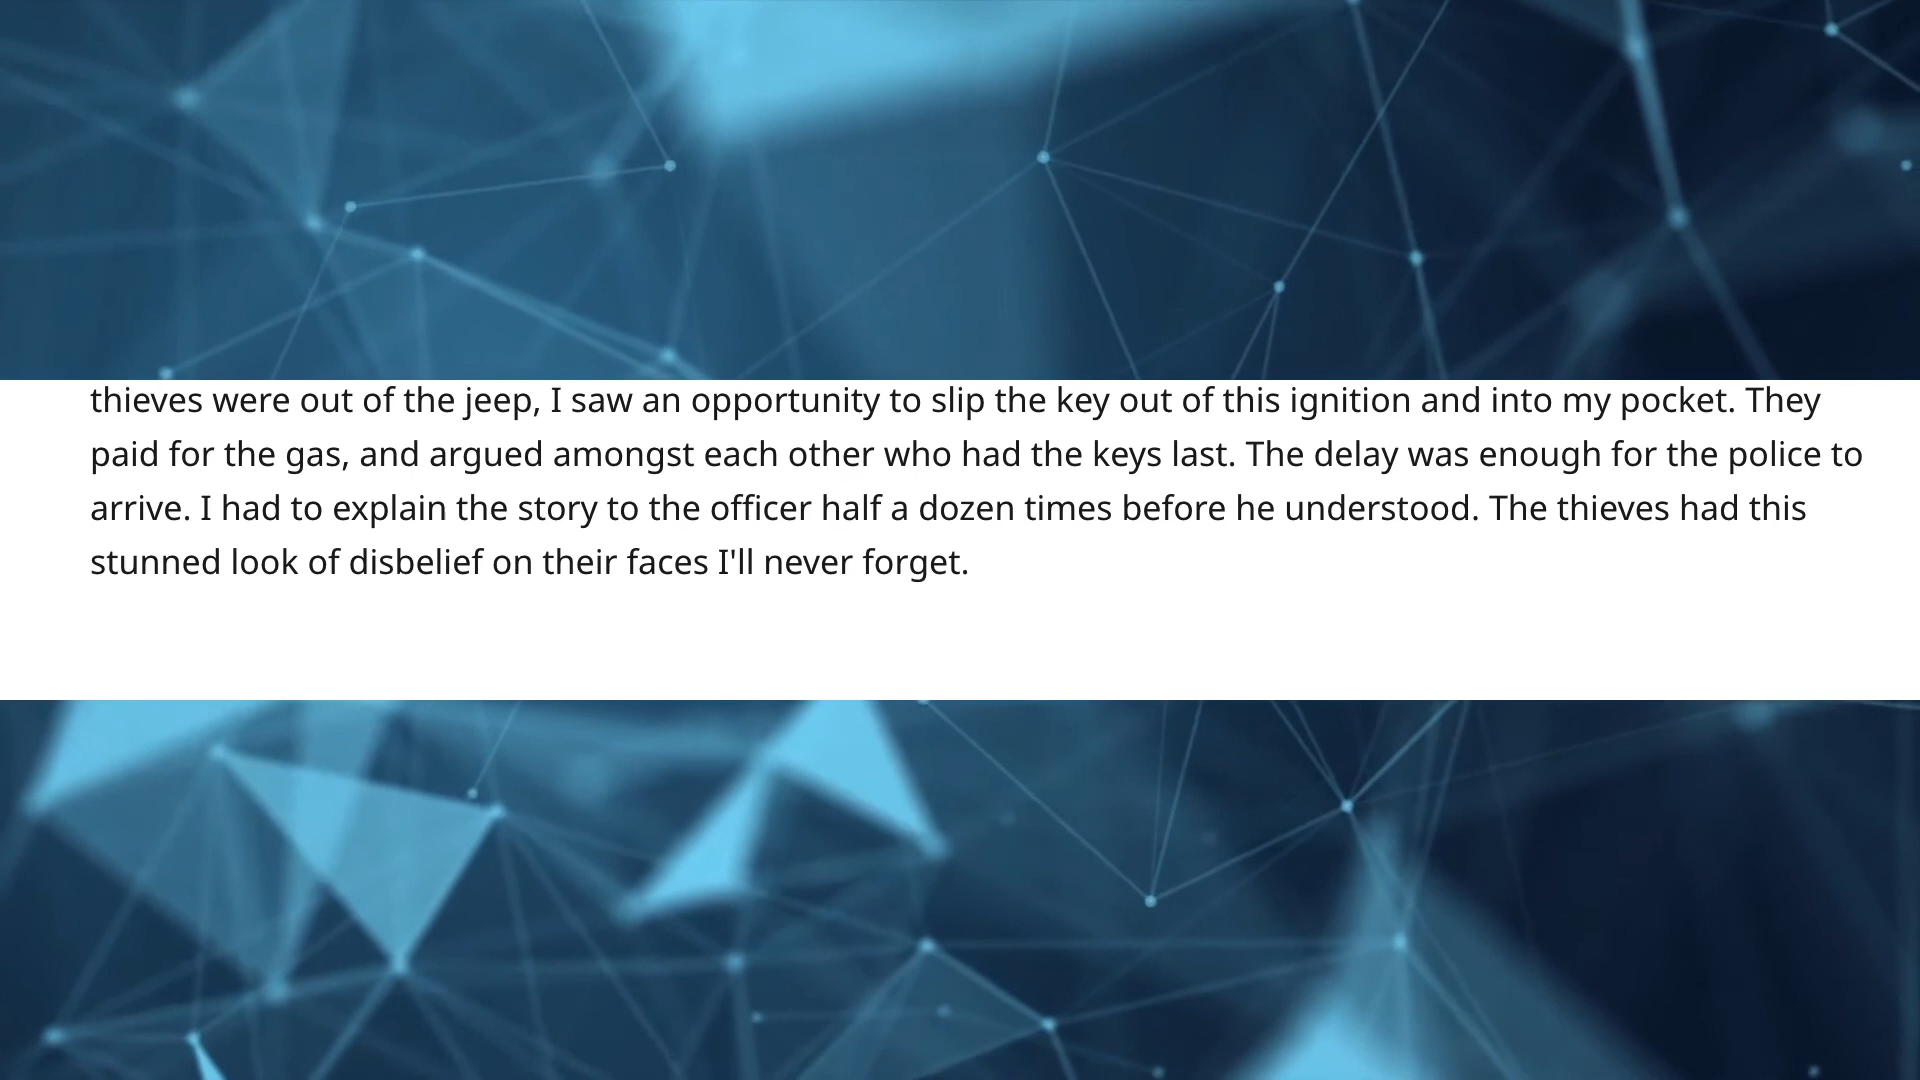 thieves were out of the jeep, I saw an opportunity to slip the key out of this ignition and into my pocket. They
paid for the gas, and argued amongst each other who had the keys last. The delay was enough for the police to
arrive. I had to explain the story to the officer half a dozen times before he understood. The thieves had this
stunned look of disbelief on their faces I'll never forget.